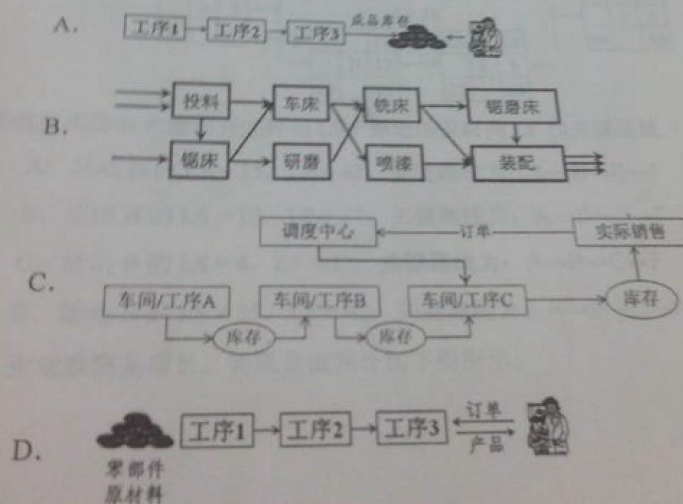 A.
工序1 工序2 工序3 成品库存
B.
投料 车床 铣床 锯磨床
锯床 研磨 喷漆 装配
调度中心 订单 实际销售
C.
车间/工序A 车间/工序B 车间/工序C 库存
库存 库存
D.
工序1 工序2 工序3 订单
产品
零部件
原材料